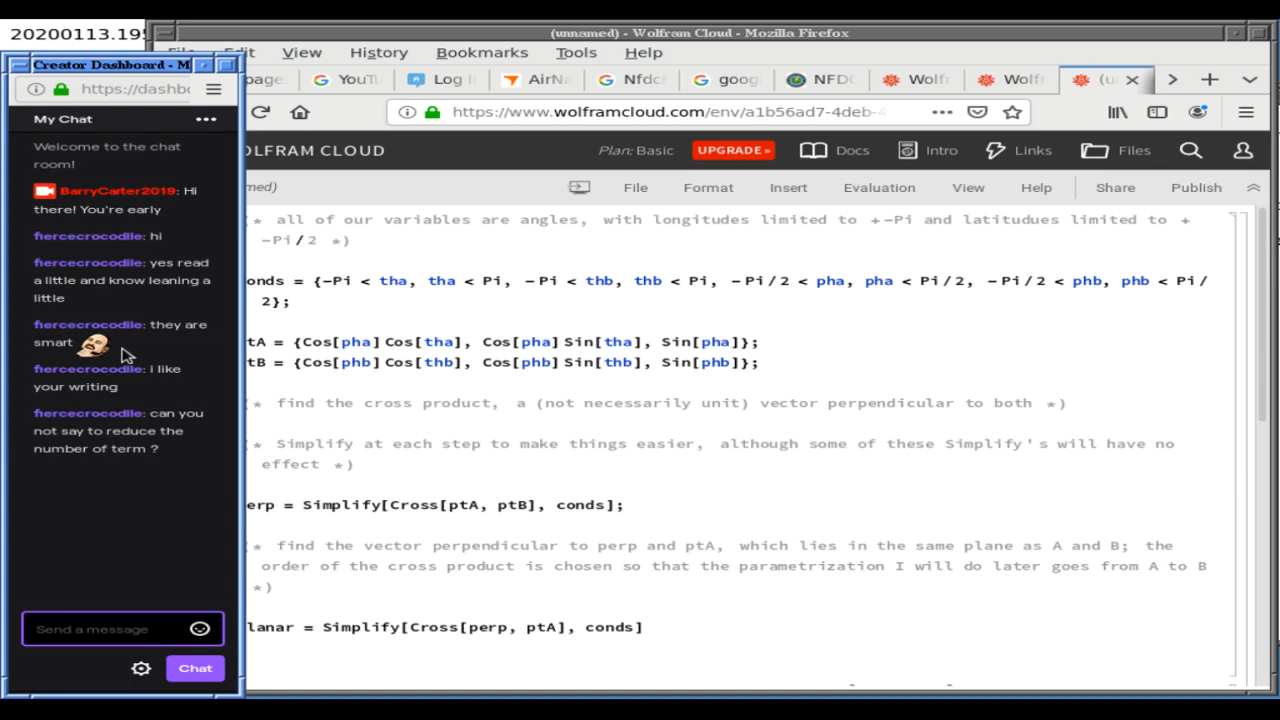 20200113.195
(unnamed) - Wolfram Cloud - Mozilla Firefox
File Edit View History Bookmarks Tools Help
Creator Dashboard - M
page YouTu Log i AirNa Nfdc goog NFDC Wolfr Wolfr (u
https://dashbo
https://www.wolframcloud.com/env/a1b56ad7-4deb-4
My Chat
Welcome to the chat
room!
BarryCarter2019: Hi
there! You're early
fiercecrocodile: hi
fiercecrocodile: yes read
a little and know leaning a
little
fiercecrocodile: they are
smart
fiercecrocodile: i like
your writing
fiercecrocodile: can you
not say to reduce the
number of term ?
Send a message
Chat
OLFRAM CLOUD Plan: Basic UPGRADE » Docs Intro Links Files
med) File Format Insert Evaluation View Help Share Publish
* all of our variables are angles, with longitudes limited to +-Pi and latitudues limited to +
-Pi/2 *)
onds = {-Pi < tha, tha < Pi, -Pi < thb, thb < Pi, -Pi/2 < pha, pha < Pi/2, -Pi/2 < phb, phb < Pi/
2};
tA = {Cos[pha] Cos[tha], Cos[pha] Sin[tha], Sin[pha]};
tB = {Cos[phb] Cos[thb], Cos[phb] Sin[thb], Sin[phb]};
* find the cross product, a (not necessarily unit) vector perpendicular to both *)
* Simplify at each step to make things easier, although some of these Simplify's will have no
effect *)
erp = Simplify[Cross[ptA, ptB], conds];
* find the vector perpendicular to perp and ptA, which lies in the same plane as A and B; the
order of the cross product is chosen so that the parametrization I will do later goes from A to B
*)
lanar = Simplify[Cross[perp, ptA], conds]